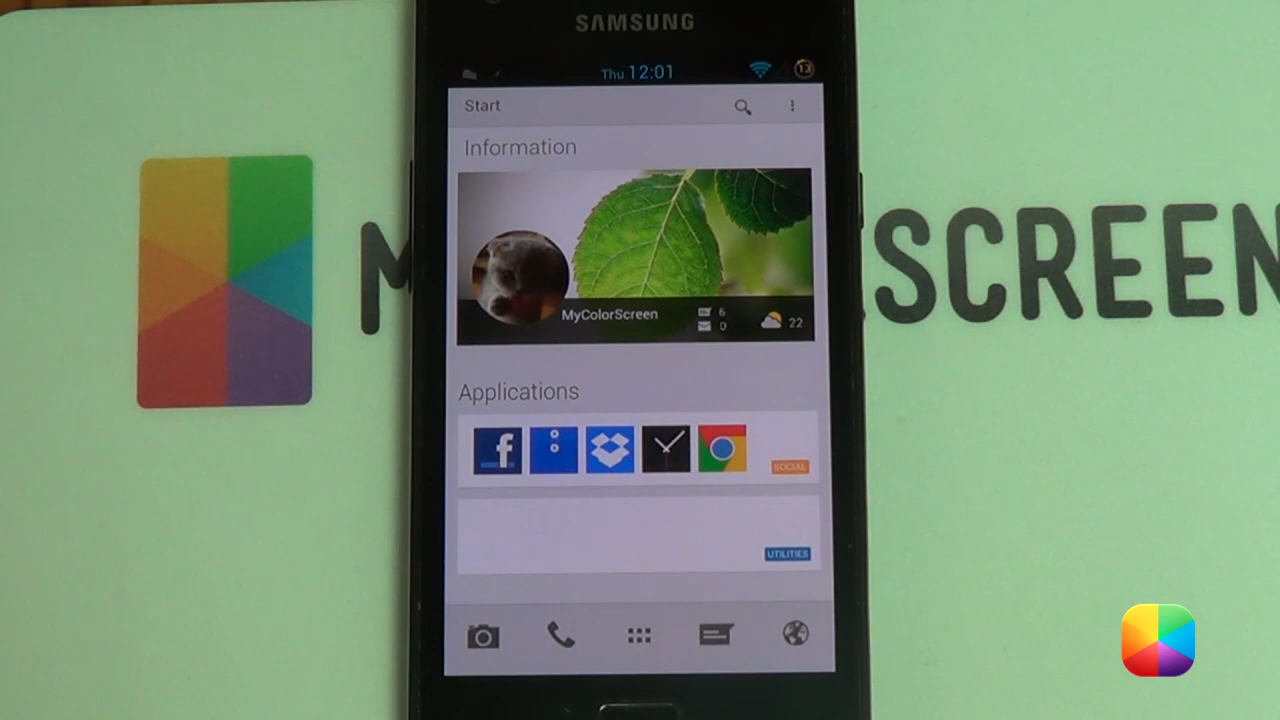 SAMSUNG
Thu 12:01
13
Start
Information
MyColorScreen
6
0
22
Applications
SOCIAL
UTILITIES
M
SCREEN